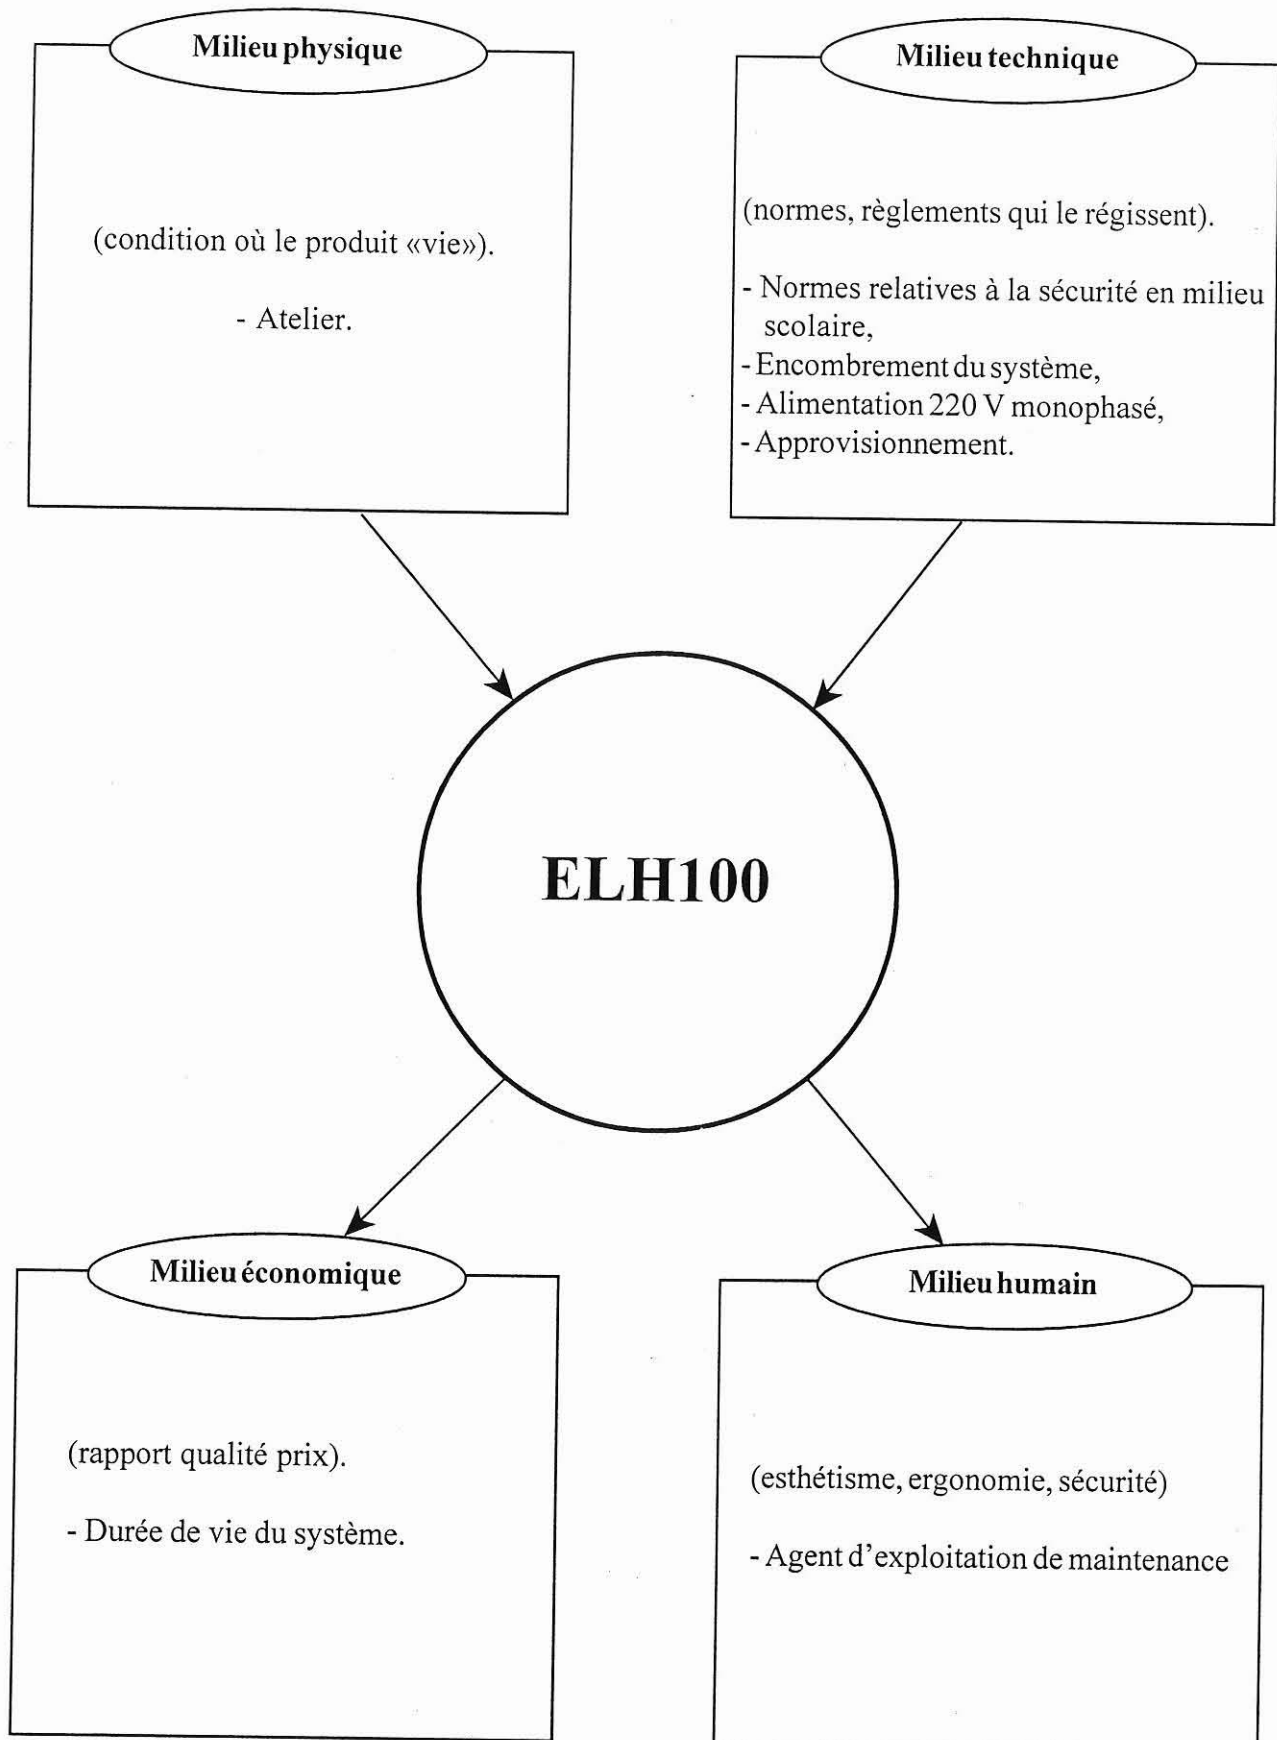 Milieu physique
(condition où le produit «vie»).
- Atelier.
Milieu technique
(normes, règlements qui le régissent).
- Normes relatives à la sécurité en milieu
scolaire,
- Encombrement du système,
- Alimentation 220 V monophasé,
- Approvisionnement.
ELH100
Milieu économique
(rapport qualité prix).
- Durée de vie du système.
Milieu humain
(esthétisme, ergonomie, sécurité)
- Agent d'exploitation de maintenance